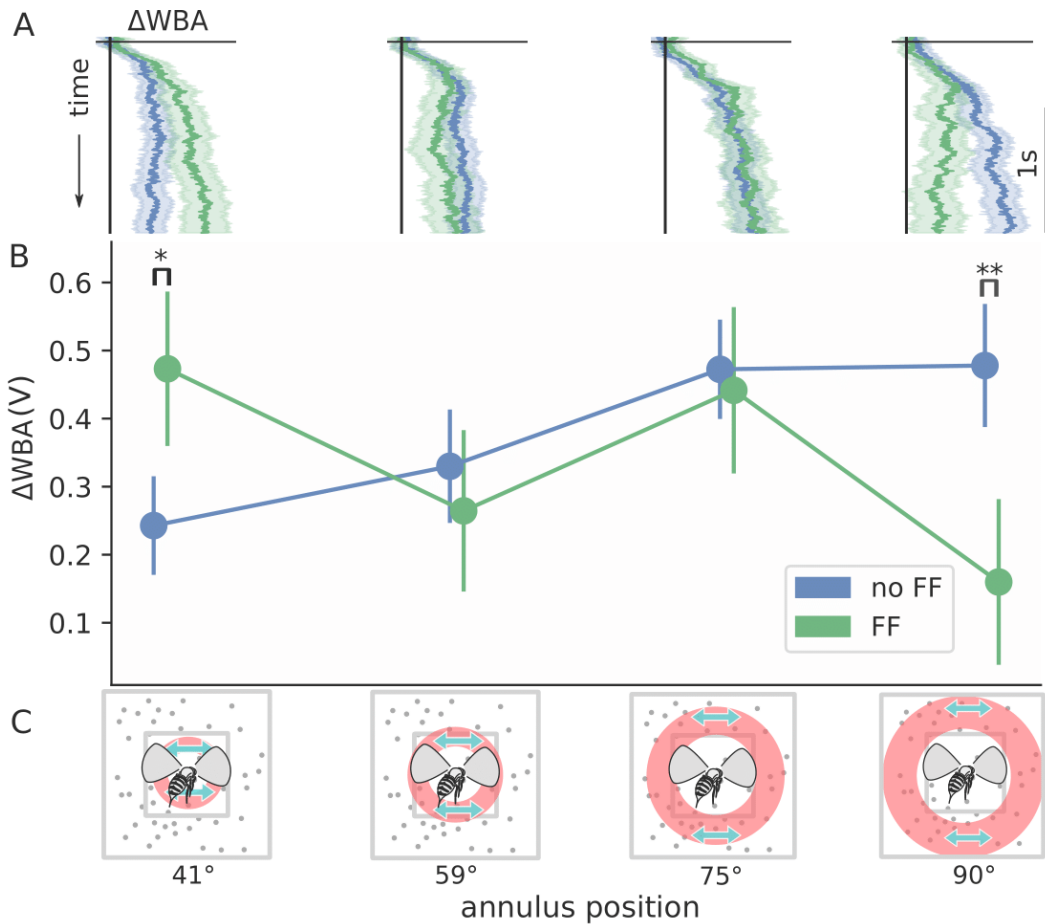 A
ΔWBA
time
1s
B
*
**
0.6
0.5
0.4
0.3
0.2
0.1
ΔWBA(V)
no FF
FF
C
41°
59°
75°
90°
annulus position